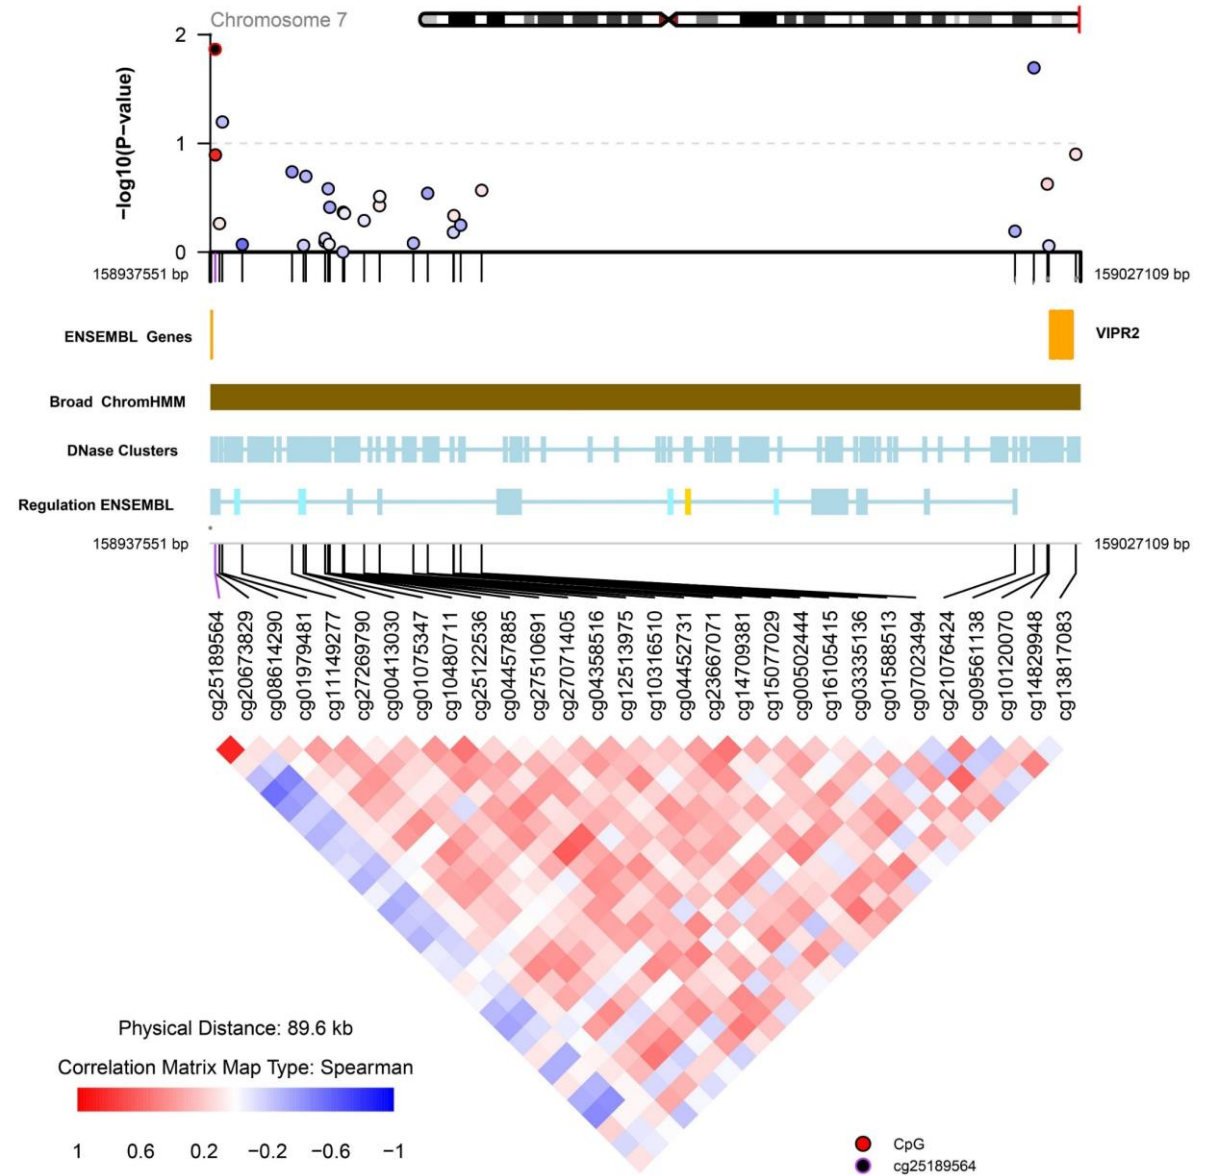 Chromosome 7
2
1
0
−log10(P−value)
158937551 bp
159027109 bp
ENSEMBL Genes
VIPR2
Broad ChromHMM
DNase Clusters
Regulation ENSEMBL
158937551 bp
159027109 bp
cg25189564
cg20673829
cg08614290
cg01979481
cg11149277
cg27269790
cg00413030
cg01075347
cg10480711
cg25122536
cg04457885
cg27510691
cg27071405
cg04358516
cg12513975
cg10316510
cg04452731
cg23667071
cg14709381
cg15077029
cg00502444
cg16105415
cg03335136
cg01588513
cg07023494
cg21076424
cg09561138
cg10120070
cg14829948
cg13817083
Physical Distance: 89.6 kb
Correlation Matrix Map Type: Spearman
1 0.6 0.2 −0.2 −0.6 −1
CpG
cg25189564